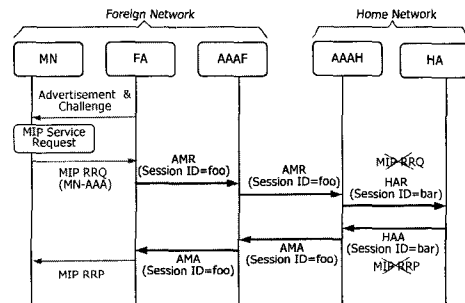 Foreign Network
Home Network
MN
FA
AAAF
AAAH
HA
Advertisement &
Challenge
MIP Service
Request
MIP RRQ
(MN-AAA)
AMR
(Session ID=foo)
AMR
(Session ID=foo)
MIP RRQ
HAR
(Session ID=bar)
HAA
(Session ID=bar)
MIP RRP
AMA
(Session ID=foo)
AMA
(Session ID=foo)
MIP RRP